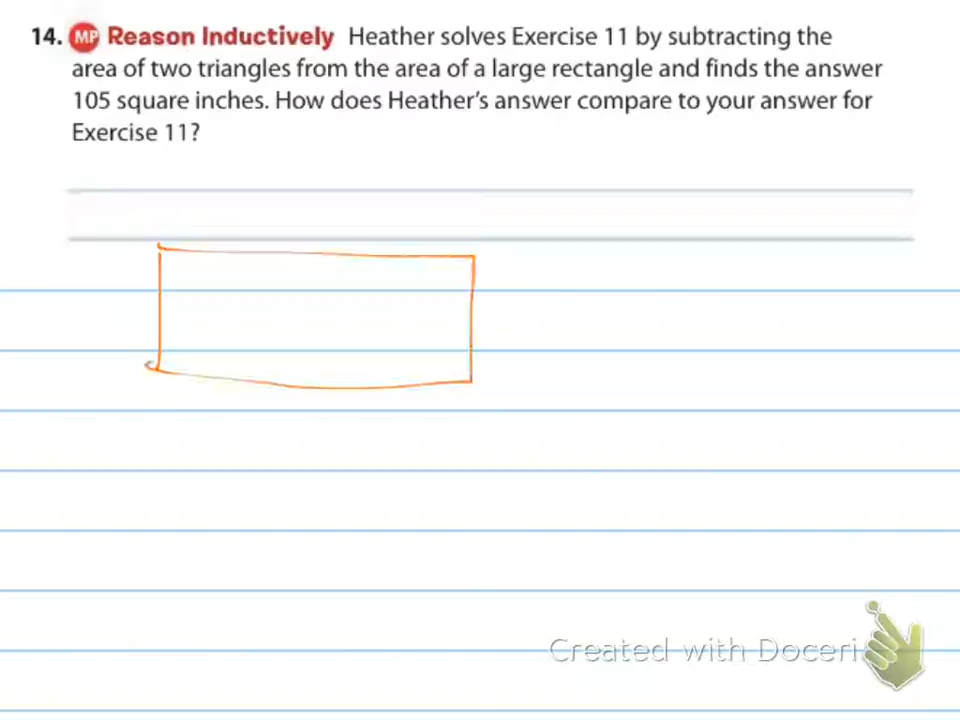 14. MP Reason Inductively Heather solves Exercise 11 by subtracting the
area of two triangles from the area of a large rectangle and finds the answer
105 square inches. How does Heather's answer compare to your answer for
Exercise 11?
Created with Doceri